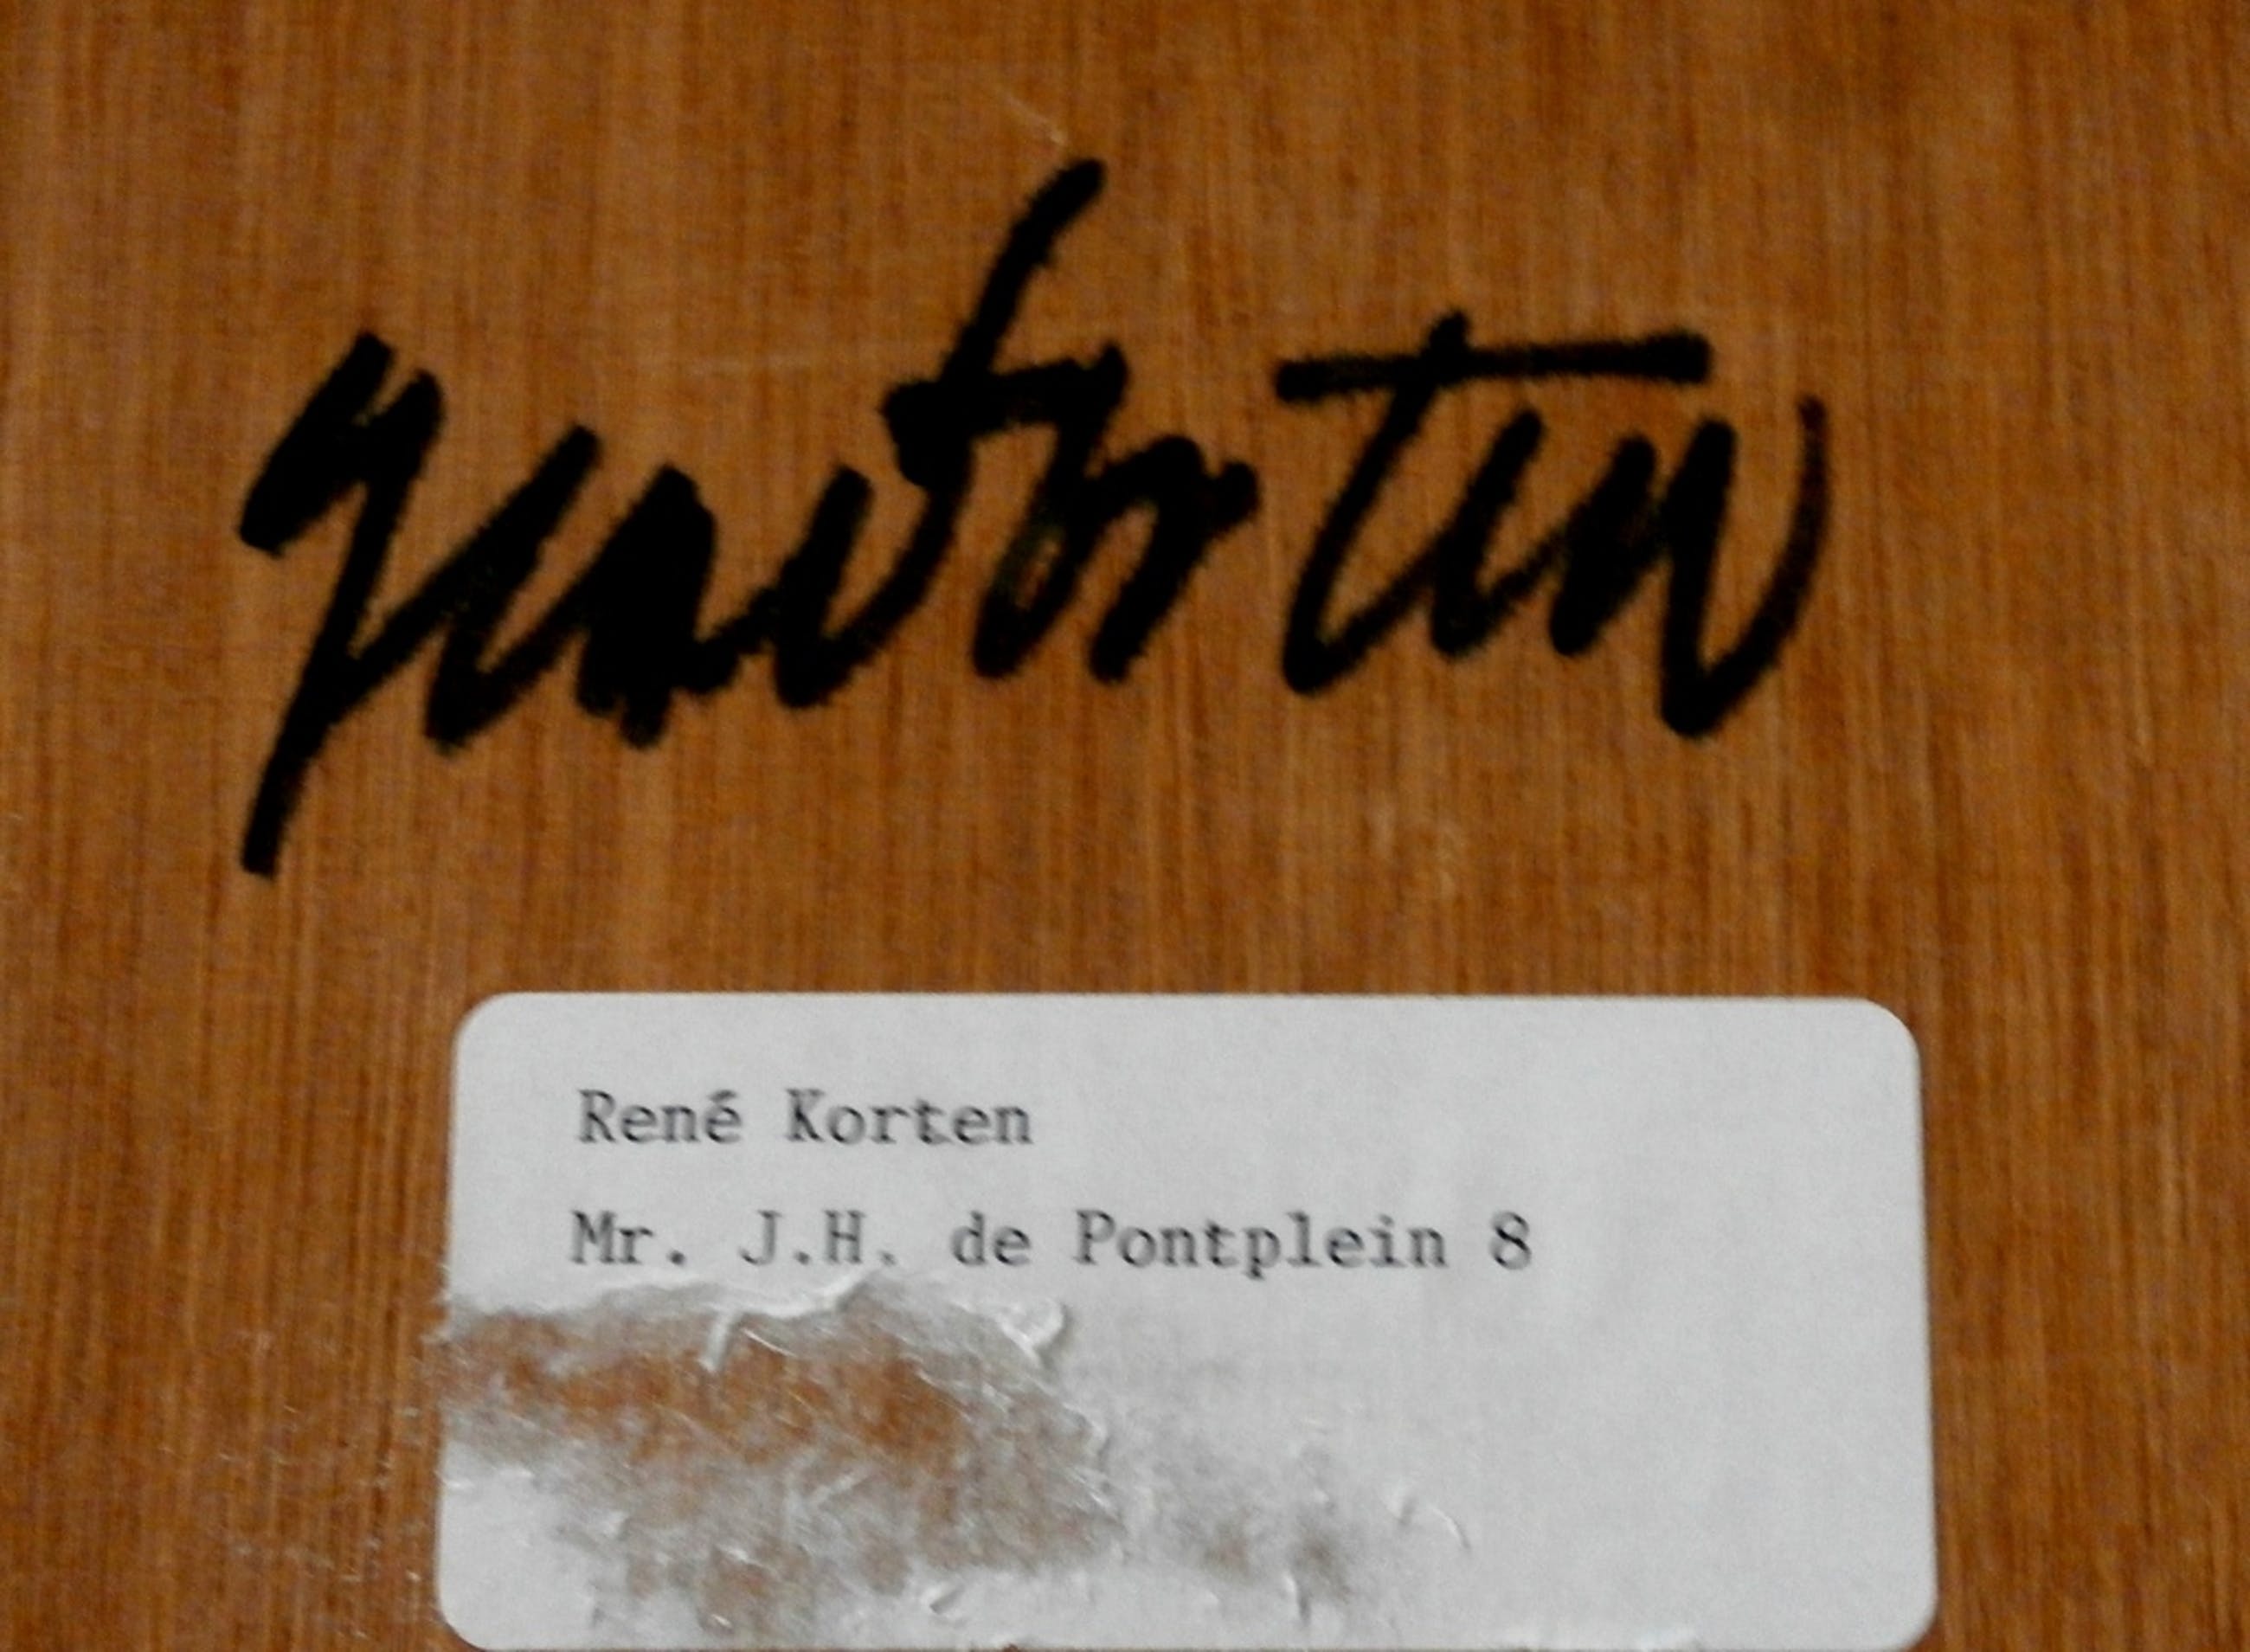 René Korten
Mr. J.H. de Pontplein 8